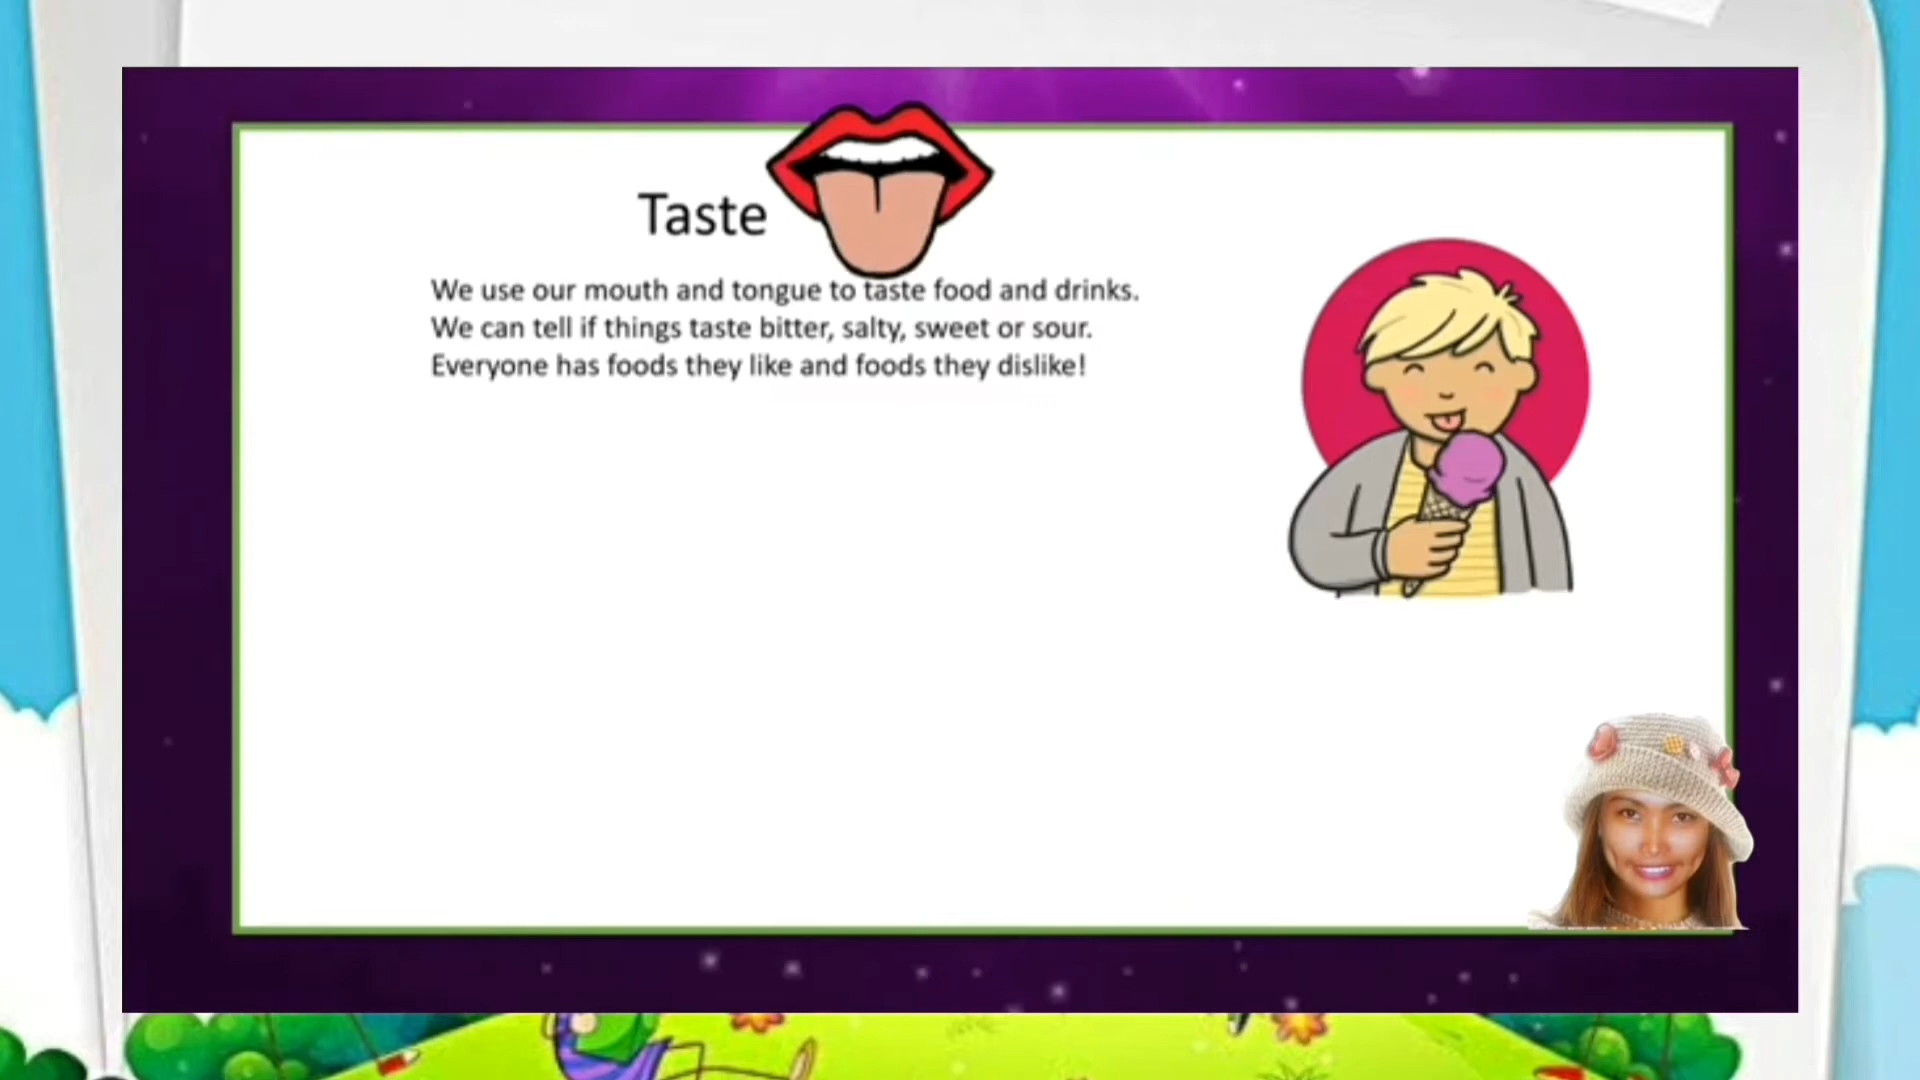 Taste
We use our mouth and tongue to taste food and drinks.
We can tell if things taste bitter, salty, sweet or sour.
Everyone has foods they like and foods they dislike!